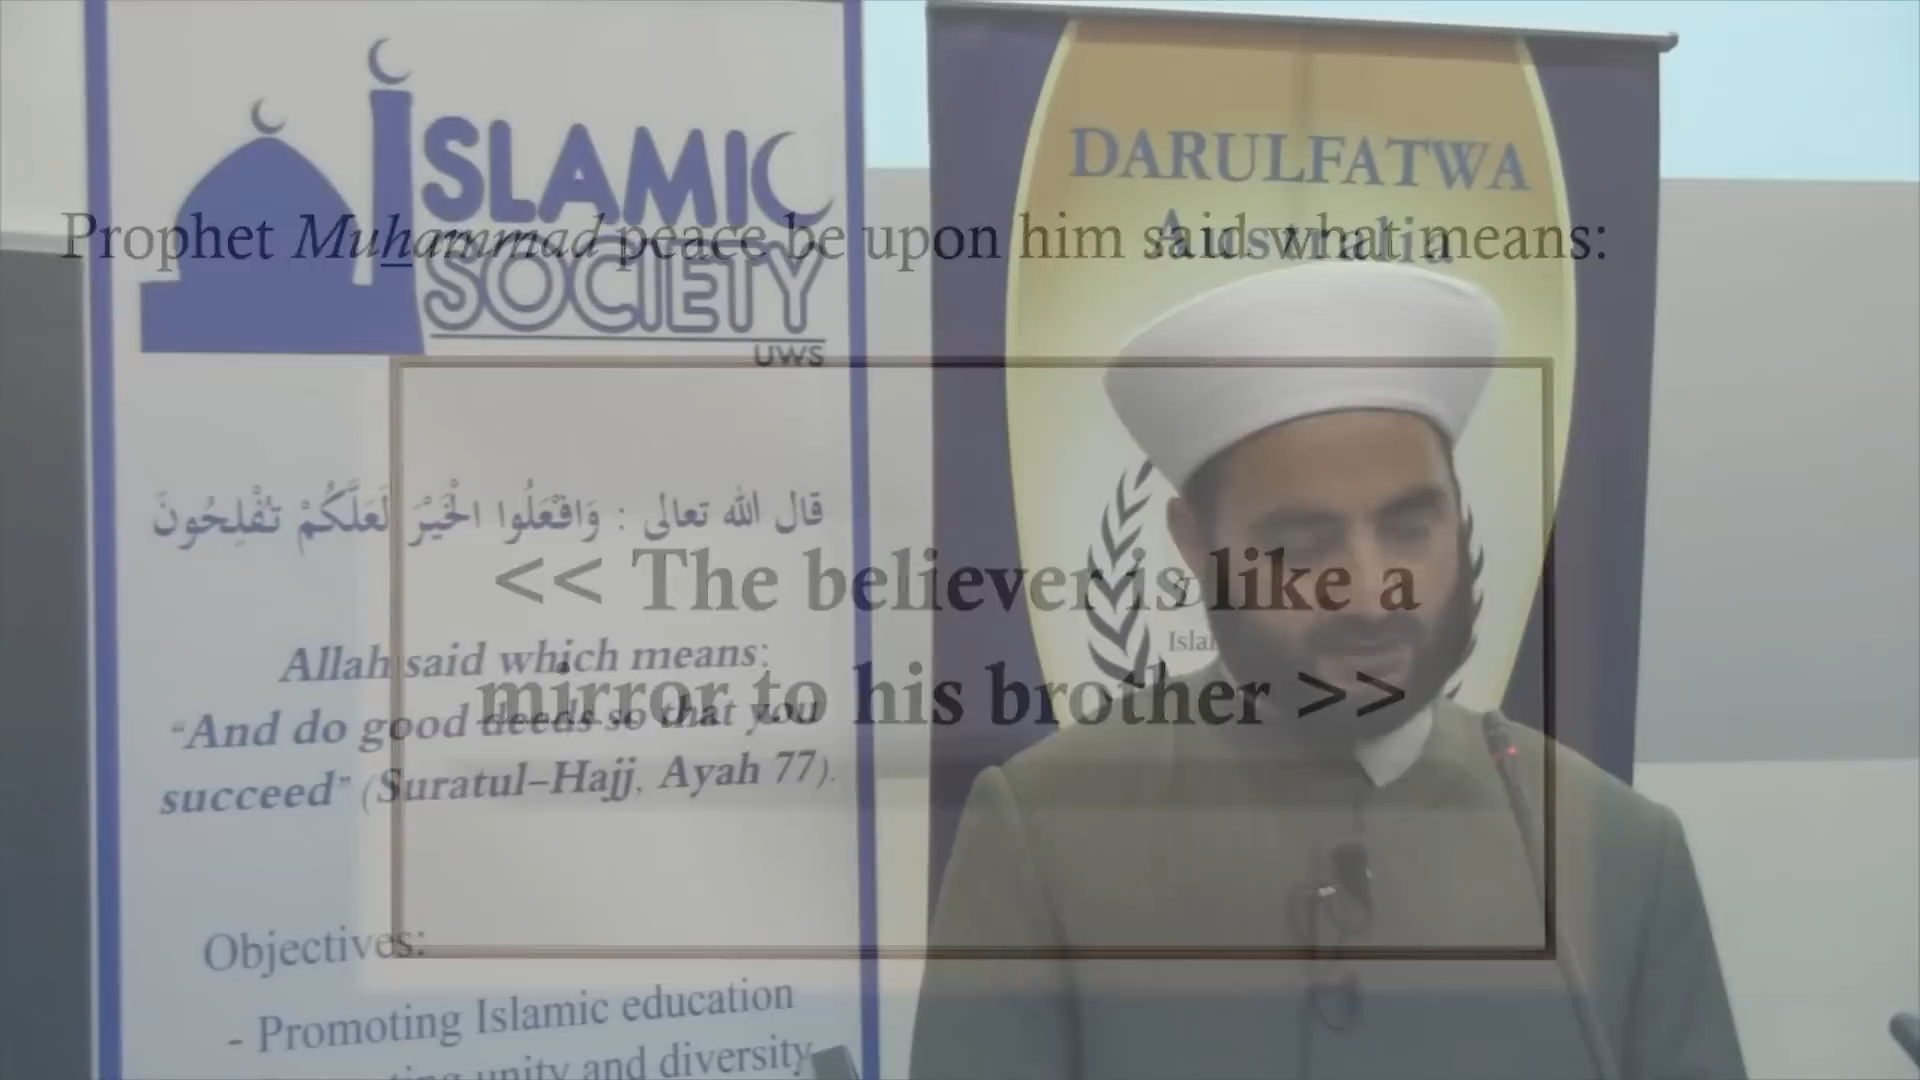 ISLAMIC
SOCIETY
UWS
قال الله تعالى : وَافْعَلُوا الْخَيْرَ لَعَلَّكُمْ تُفْلِحُونَ
Allah said which means:
“And do good deeds so that you
succeed” (Suratul–Hajj, Ayah 77).
Objectives:
- Promoting Islamic education
unity and diversity
DARULFATWA
Australia
Prophet Muhammad peace be upon him said what means:
<< The believer is like a
mirror to his brother >>